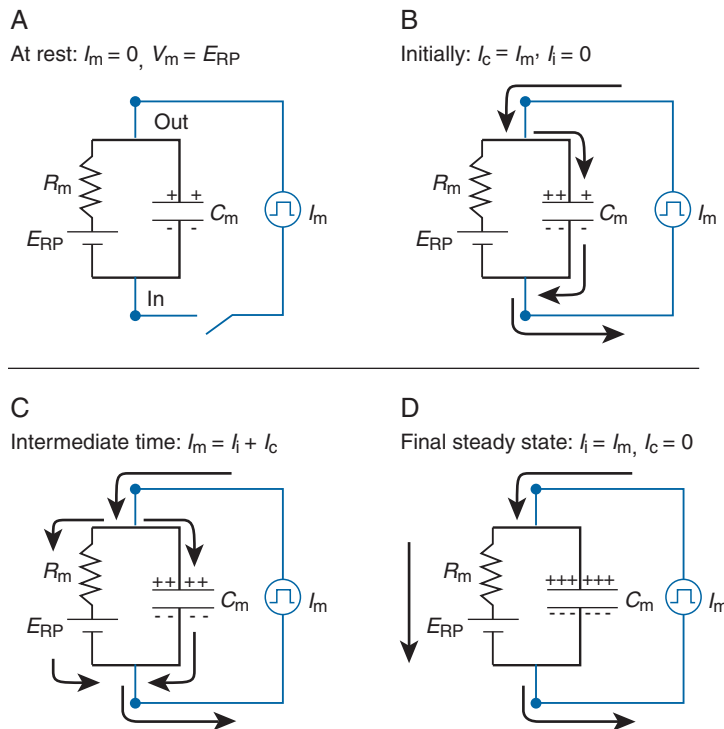 A
At rest: Im = 0, Vm = ERP
Out
Rm
+ +
Cm
Im
ERP
- -
In
B
Initially: Ic = Im, Ii = 0
Rm
++ +
Cm
Im
ERP
- - -
C
Intermediate time: Im = Ii + Ic
Rm
++ ++
Cm
Im
ERP
- - - -
D
Final steady state: Ii = Im, Ic = 0
Rm
+++ +++
Cm
Im
ERP
- - - - - -